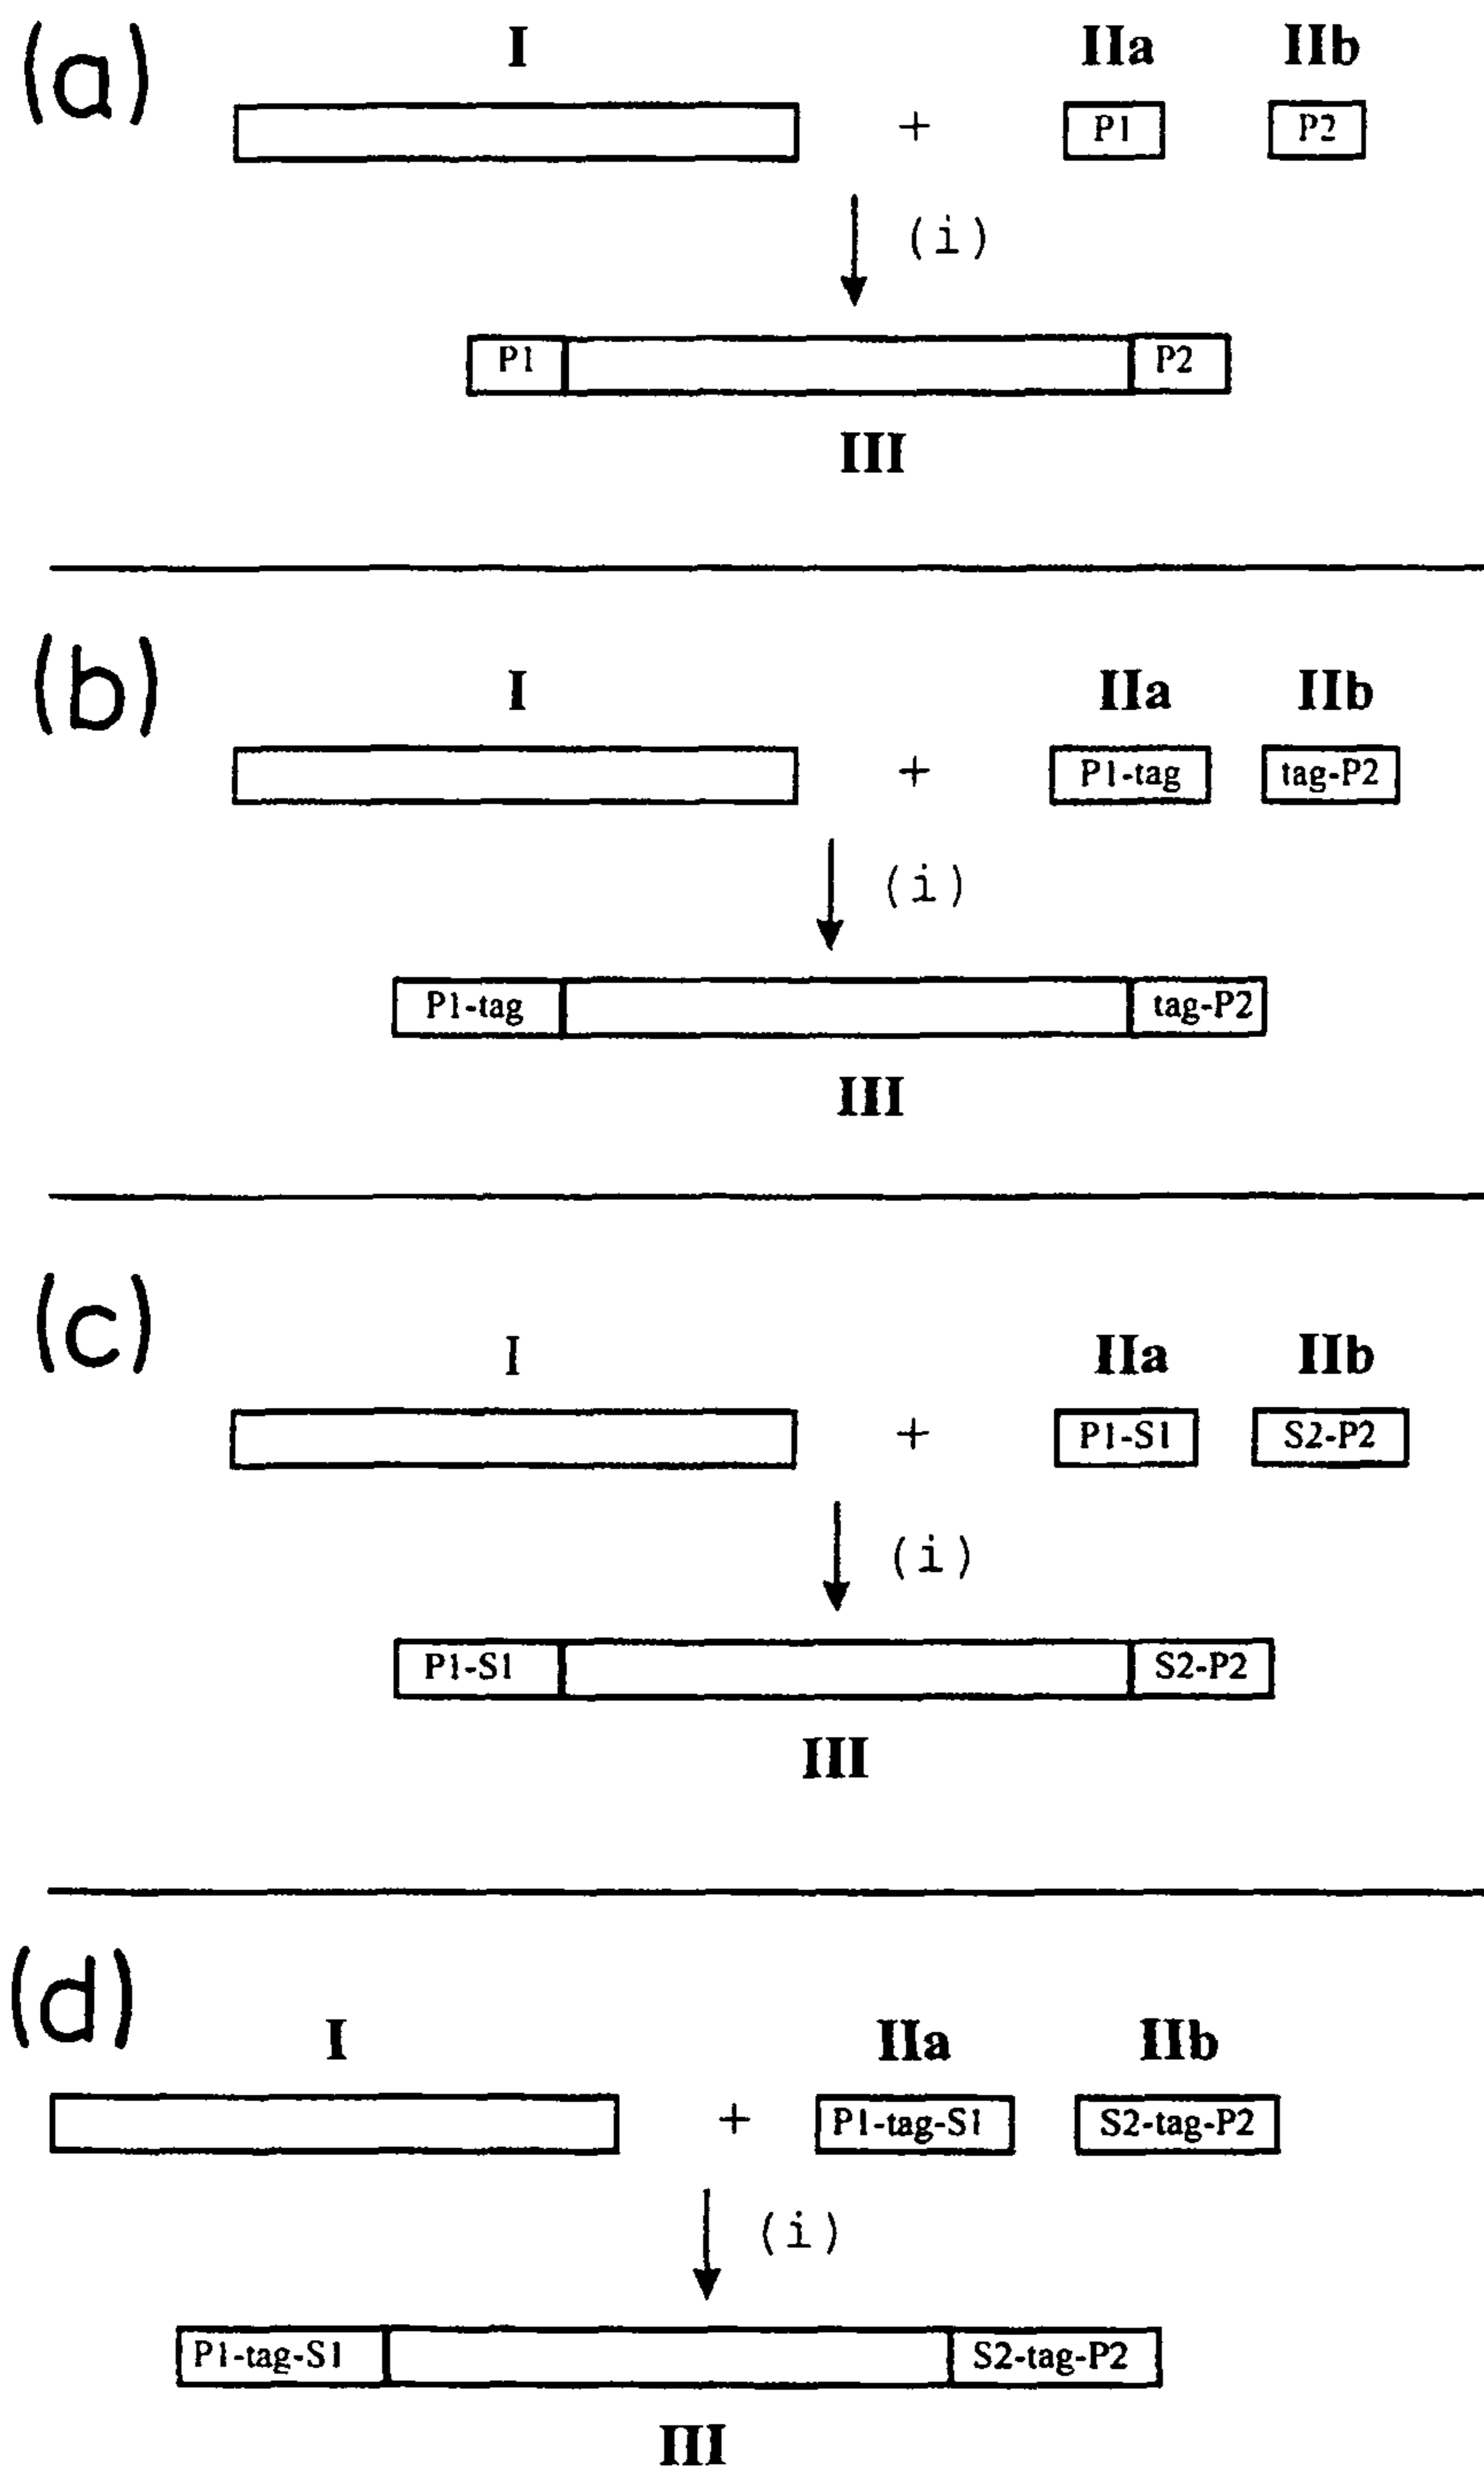 (a)
I IIa IIb
+ P1 P2
(i)
P1 P2
III
(b)
I IIa IIb
+ P1-tag tag-P2
(i)
P1-tag tag-P2
III
(c)
I IIa IIb
+ P1-S1 S2-P2
(i)
P1-S1 S2-P2
III
(d)
I IIa IIb
+ P1-tag-S1 S2-tag-P2
(i)
P1-tag-S1 S2-tag-P2
III